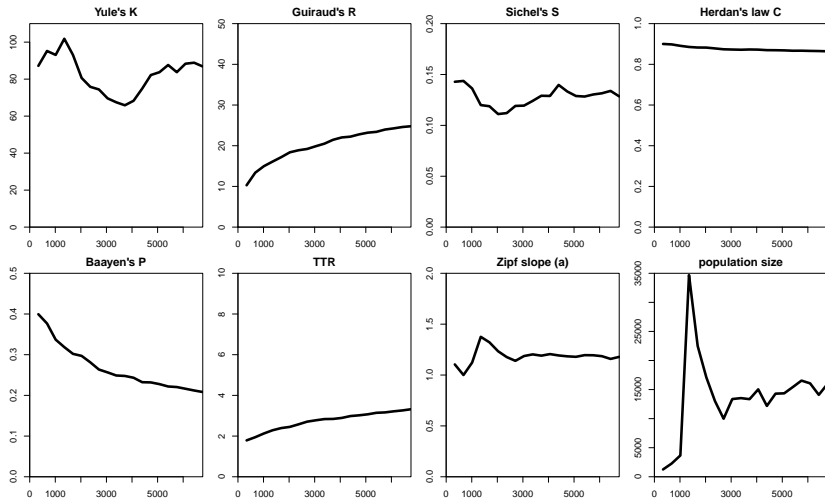 Yule's K
100
80
60
40
20
0
0 1000 3000 5000
Guiraud's R
50
40
30
20
10
0
0 1000 3000 5000
Sichel's S
0.20
0.15
0.10
0.05
0.00
0 1000 3000 5000
Herdan's law C
1.0
0.8
0.6
0.4
0.2
0.0
0 1000 3000 5000
Baayen's P
0.5
0.4
0.3
0.2
0.1
0.0
0 1000 3000 5000
TTR
10
8
6
4
2
0
0 1000 3000 5000
Zipf slope (a)
2.0
1.5
1.0
0.5
0.0
0 1000 3000 5000
population size
35000
25000
15000
5000
0
0 1000 3000 5000